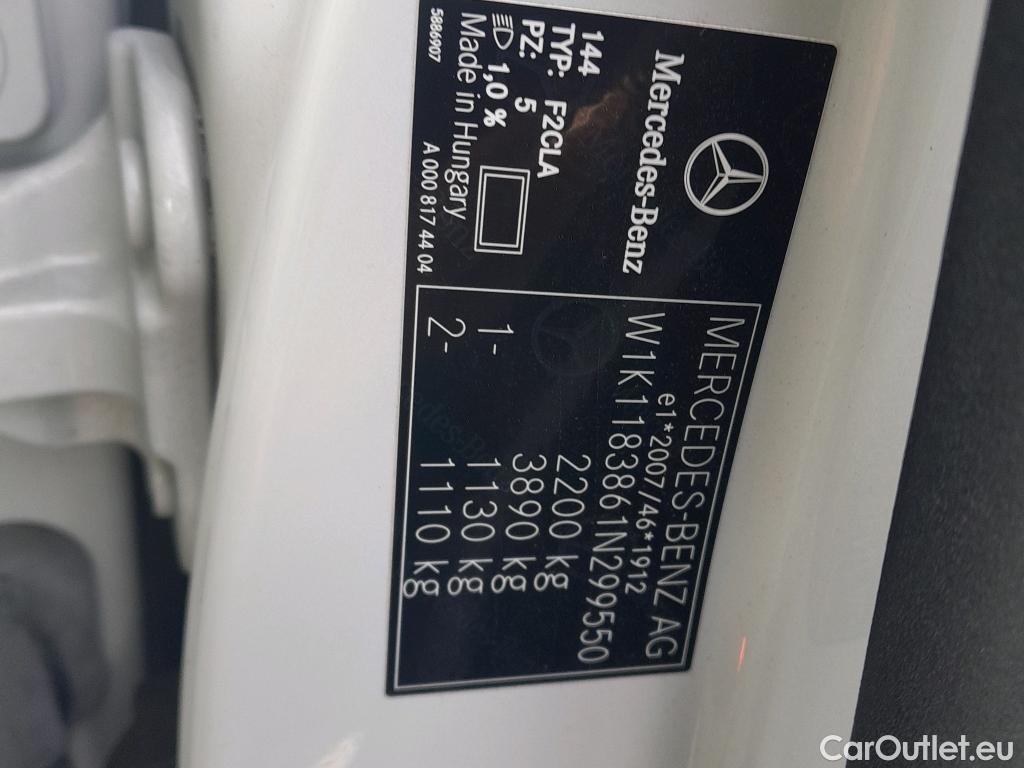 Mercedes-Benz
144
TYP: F2CLA
PZ: 5
1,0 %
Made in Hungary
5886907
A 000 817 44 04
MERCEDES-BENZ AG
e1*2007/46*1912
W1K1183861N299550
2200 kg
3890 kg
1- 1130 kg
2- 1110 kg
CarOutlet.eu